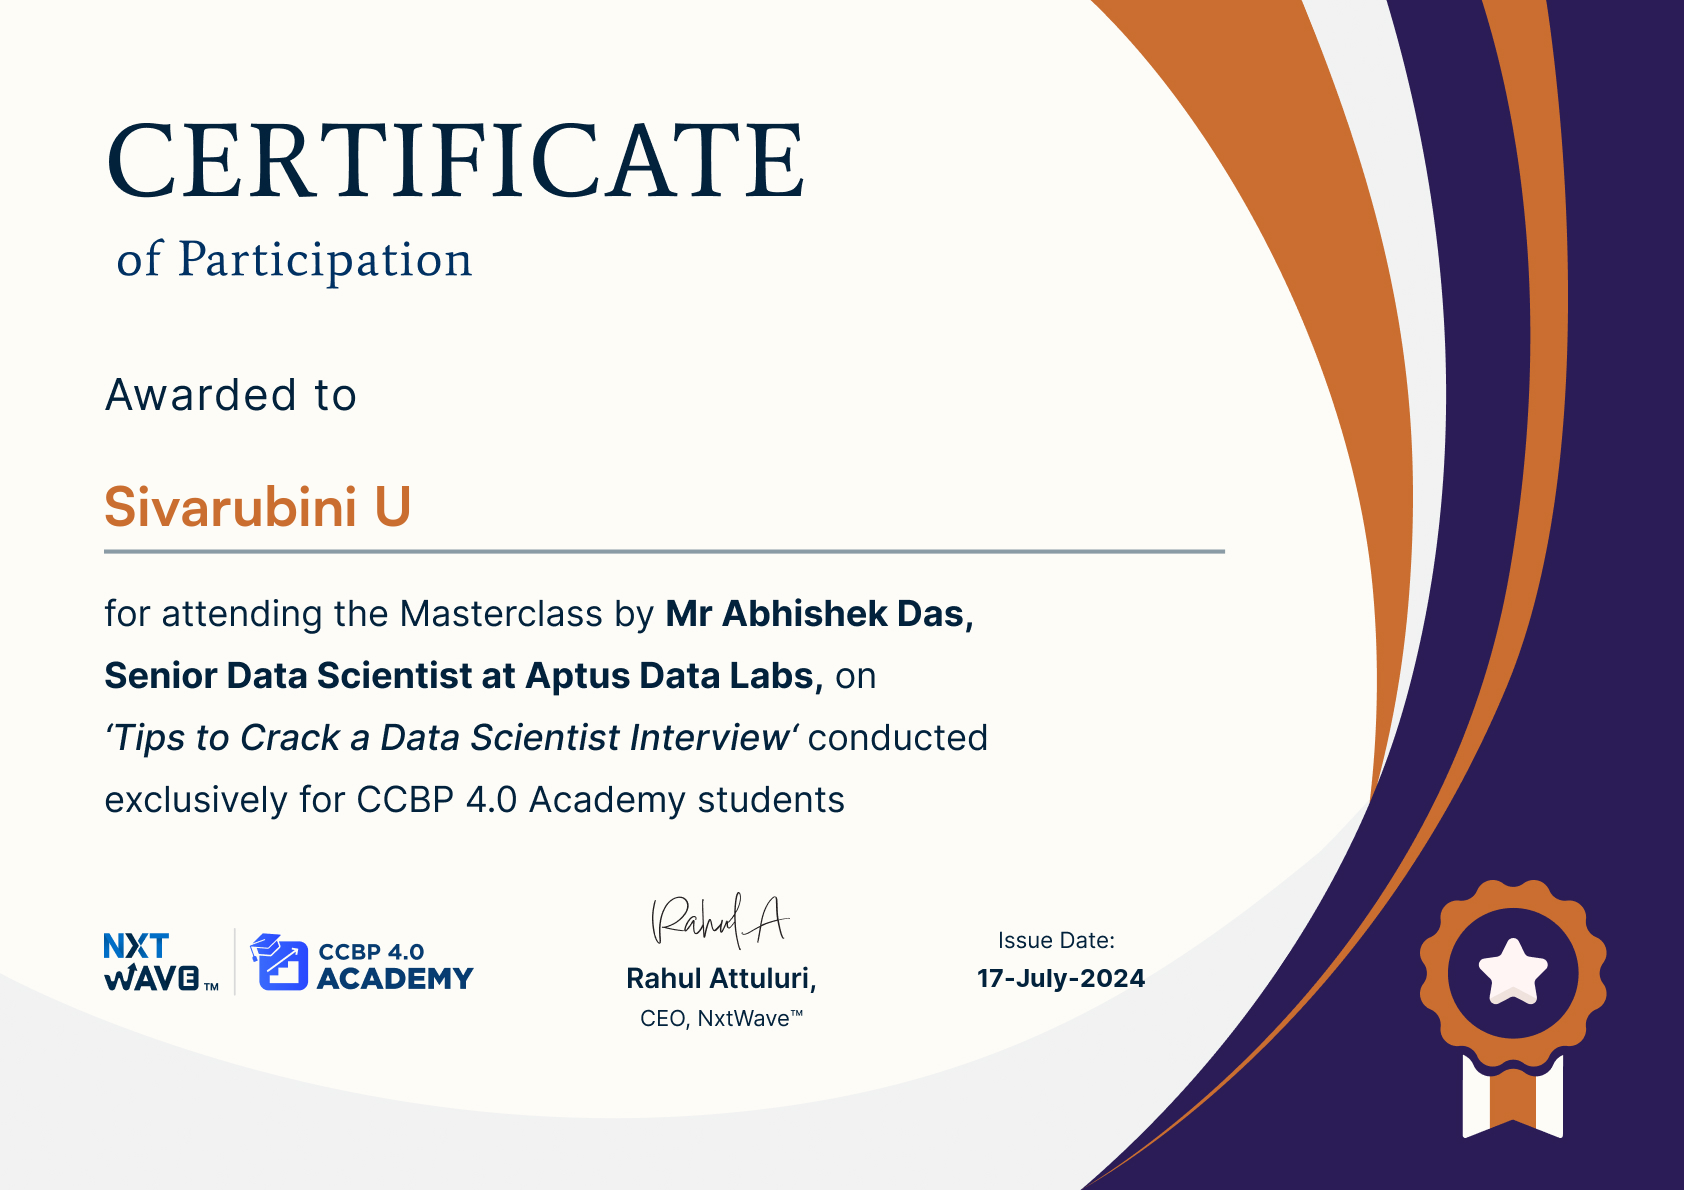 CERTIFICATE
of Participation
Awarded to
Sivarubini U
for attending the Masterclass by Mr Abhishek Das,
Senior Data Scientist at Aptus Data Labs, on
‘Tips to Crack a Data Scientist Interview‘ conducted
exclusively for CCBP 4.0 Academy students
NXT
WAVE™
CCBP 4.0
ACADEMY
Rahul A
Rahul Attuluri,
CEO, NxtWave™
Issue Date:
17-July-2024